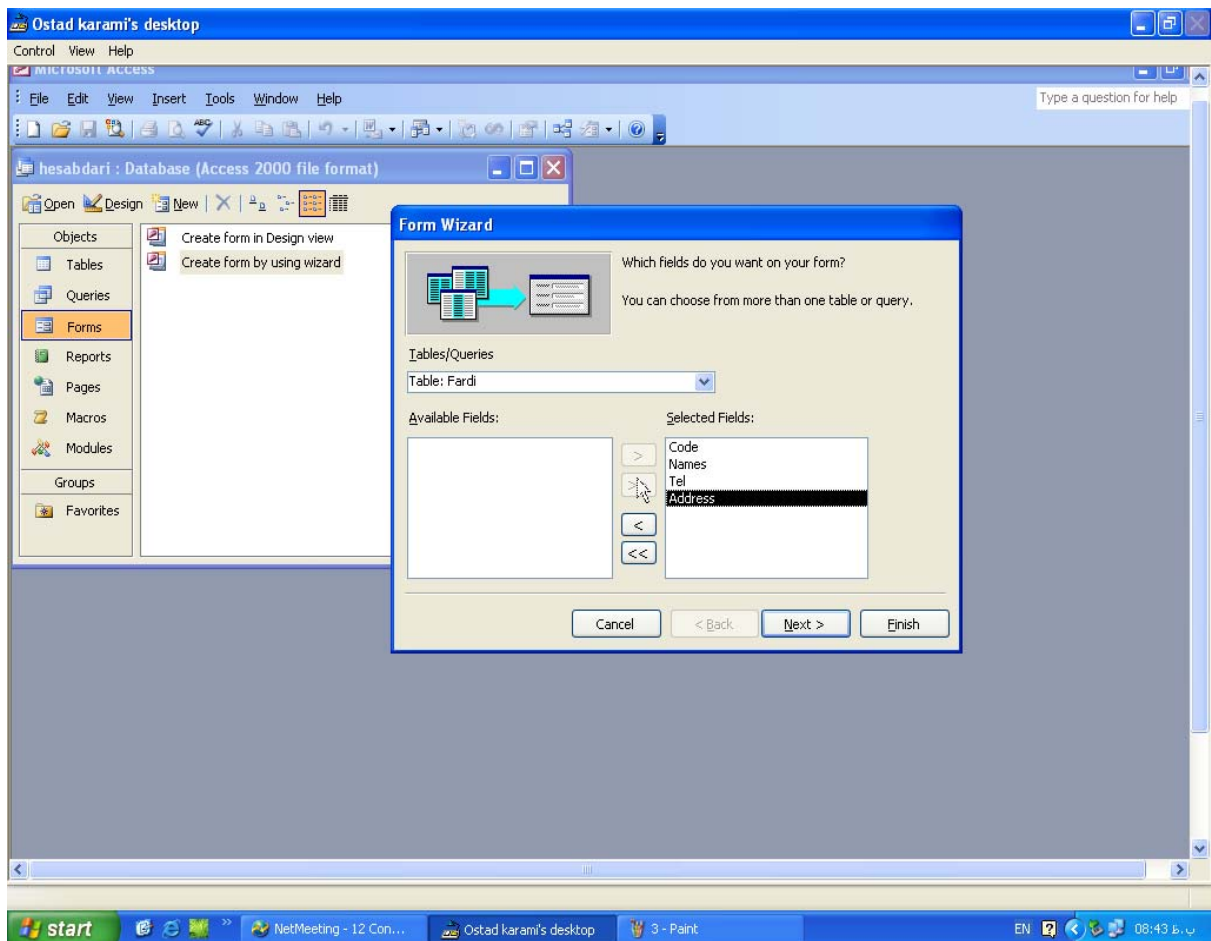 Ostad karami's desktop
Control View Help
Microsoft Access
File Edit View Insert Tools Window Help
Type a question for help
hesabdari : Database (Access 2000 file format)
Open Design New
Objects
Tables
Queries
Forms
Reports
Pages
Macros
Modules
Groups
Favorites
Create form in Design view
Create form by using wizard
Form Wizard
Which fields do you want on your form?
You can choose from more than one table or query.
Tables/Queries
Table: Fardi
Available Fields:
Selected Fields:
Code
Names
Tel
Address
>
<
<<
Cancel < Back Next > Finish
start NetMeeting - 12 Con... Ostad karami's desktop 3 - Paint EN 08:43 ب.ظ